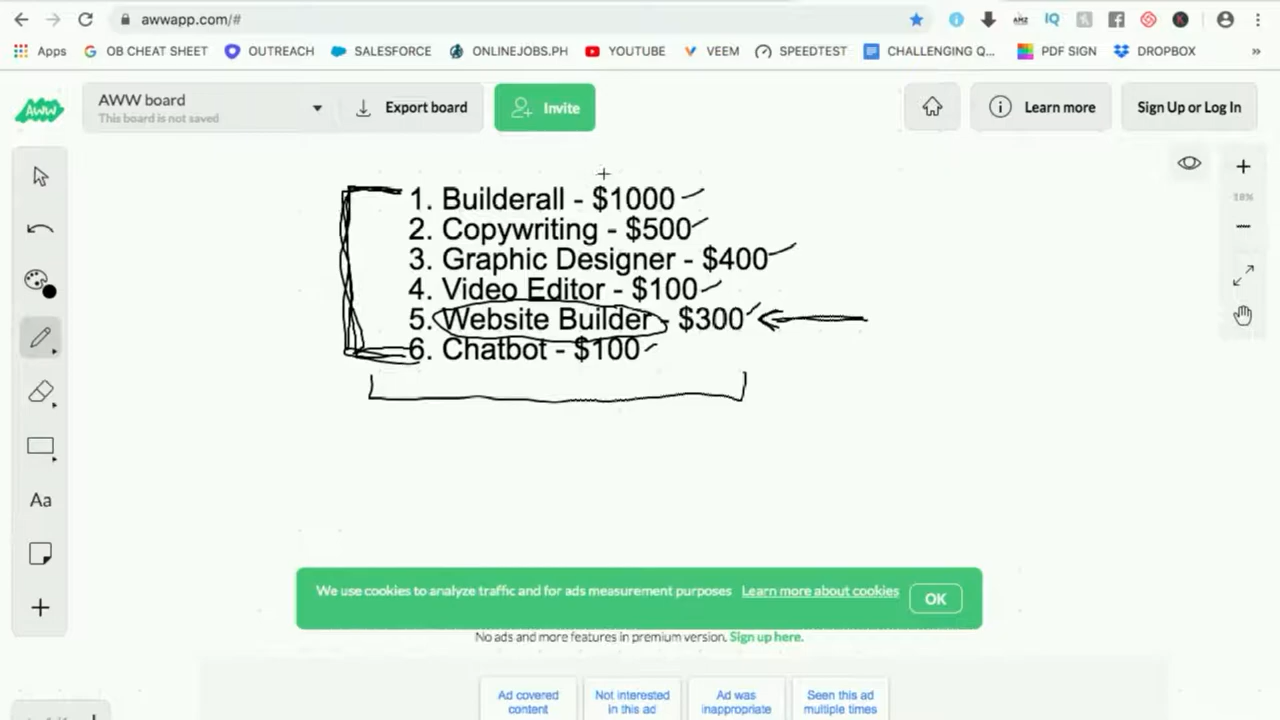 awwapp.com/#
AMZ
IQ
K
Apps
OB CHEAT SHEET
OUTREACH
SALESFORCE
ONLINEJOBS.PH
YOUTUBE
VEEM
SPEEDTEST
CHALLENGING Q...
PDF SIGN
DROPBOX
»
AWW
AWW board
This board is not saved
Export board
Invite
Learn more
Sign Up or Log In
1. Builderall - $1000
2. Copywriting - $500
3. Graphic Designer - $400
4. Video Editor - $100
5. Website Builder - $300
6. Chatbot - $100
Aa
We use cookies to analyze traffic and for ads measurement purposes Learn more about cookies
OK
No ads and more features in premium version. Sign up here.
Ad covered
content
Not interested
in this ad
Ad was
inappropriate
Seen this ad
multiple times